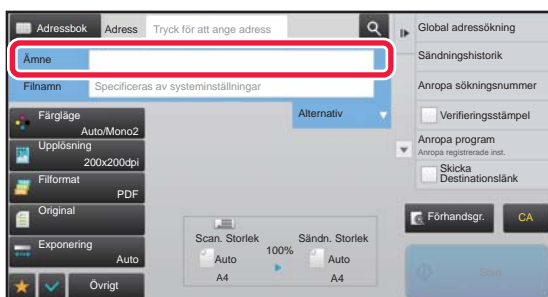 Adressbok
Adress
Tryck för att ange adress
Ämne
Filnamn
Specificeras av systeminställningar
Alternativ
Färgläge
Auto/Mono2
Upplösning
200x200dpi
Filformat
PDF
Original
Exponering
Auto
Övrigt
Scan. Storlek
Auto
A4
100%
Sändn. Storlek
Auto
A4
Global adressökning
Sändningshistorik
Anropa sökningsnummer
Verifieringsstämpel
Anropa program
Anropa registrerade inst.
Skicka
Destinationslänk
Förhandsgr.
CA
Start